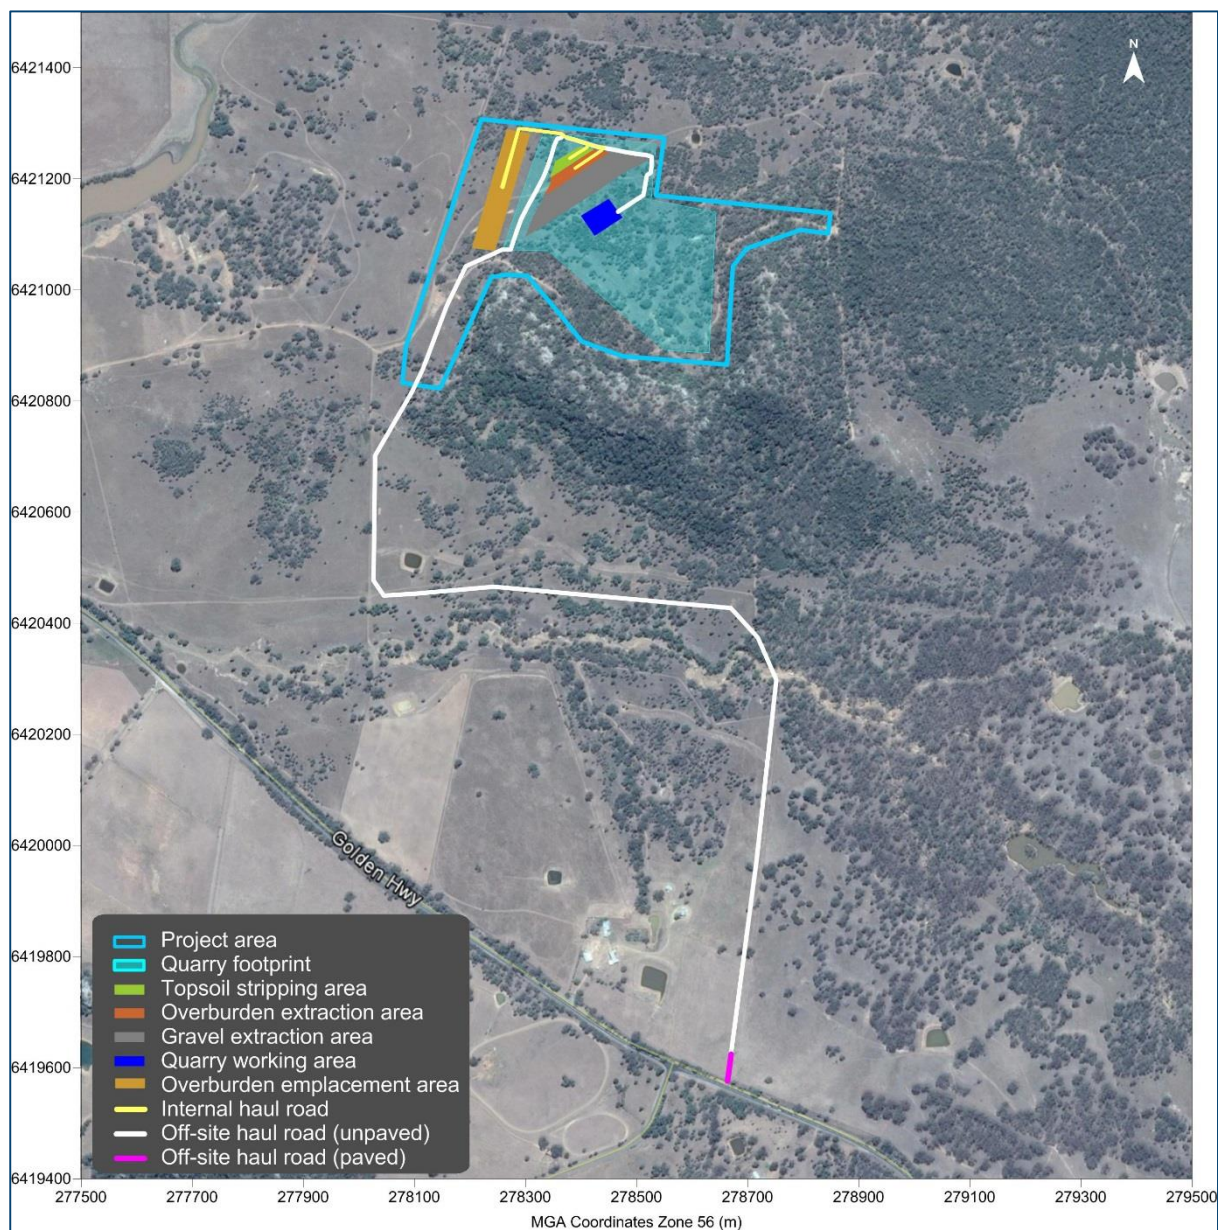 N
6421400
6421200
6421000
6420800
6420600
6420400
6420200
6420000
6419800
6419600
6419400
Golden Hwy
Project area
Quarry footprint
Topsoil stripping area
Overburden extraction area
Gravel extraction area
Quarry working area
Overburden emplacement area
Internal haul road
Off-site haul road (unpaved)
Off-site haul road (paved)
277500 277700 277900 278100 278300 278500 278700 278900 279100 279300 279500
MGA Coordinates Zone 56 (m)